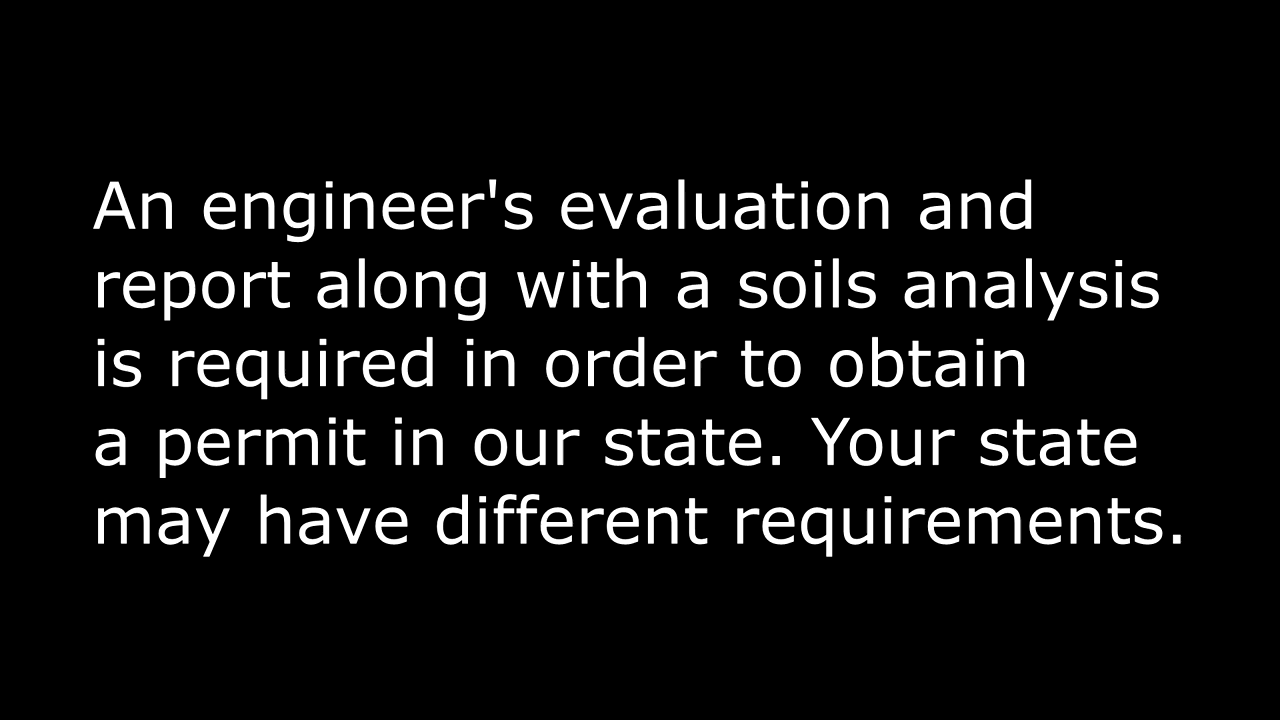 An engineer's evaluation and
report along with a soils analysis
is required in order to obtain
a permit in our state. Your state
may have different requirements.